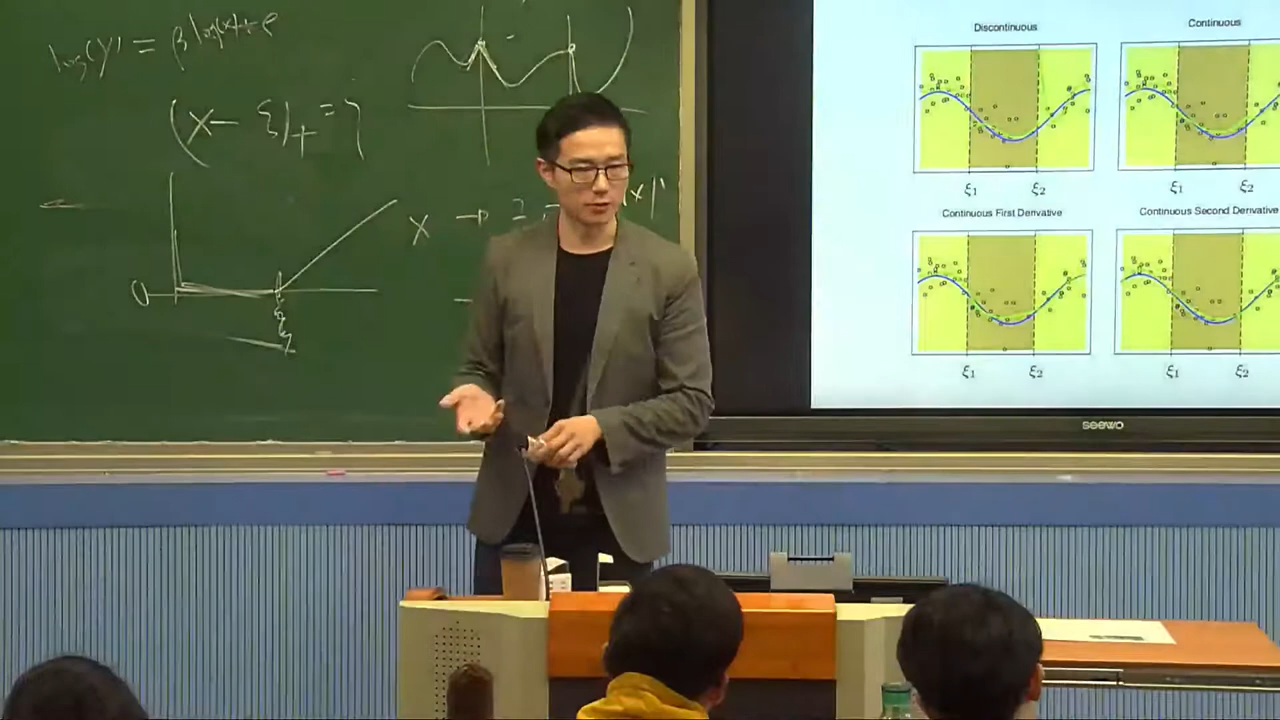 log(y) = β log(x) + e
(x - ξ)₊ = ?
0
ξ
x →
Discontinuous
Continuous
ξ₁
ξ₂
ξ₁
ξ₂
Continuous First Derivative
Continuous Second Derivative
ξ₁
ξ₂
ξ₁
ξ₂
seewo